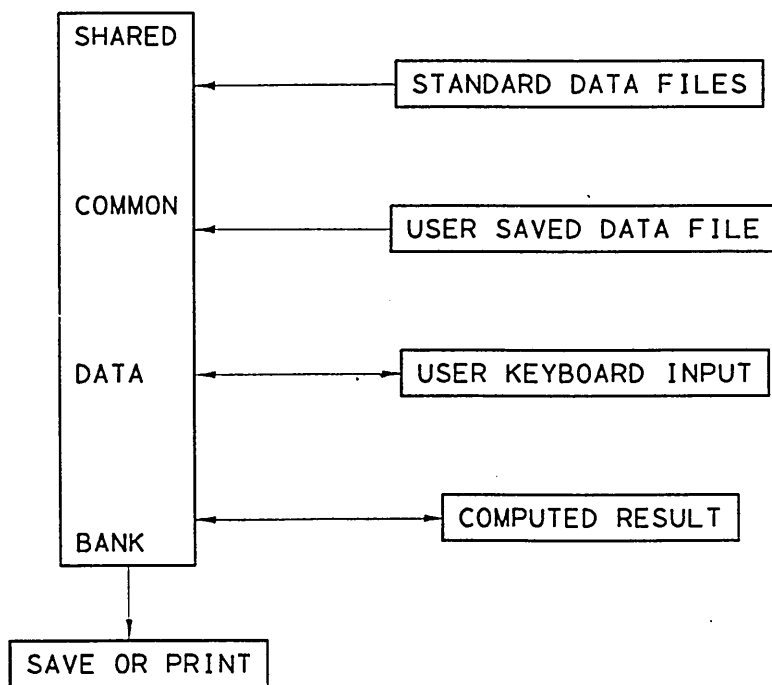 SHARED
COMMON
DATA
BANK
STANDARD DATA FILES
USER SAVED DATA FILE
USER KEYBOARD INPUT
COMPUTED RESULT
SAVE OR PRINT